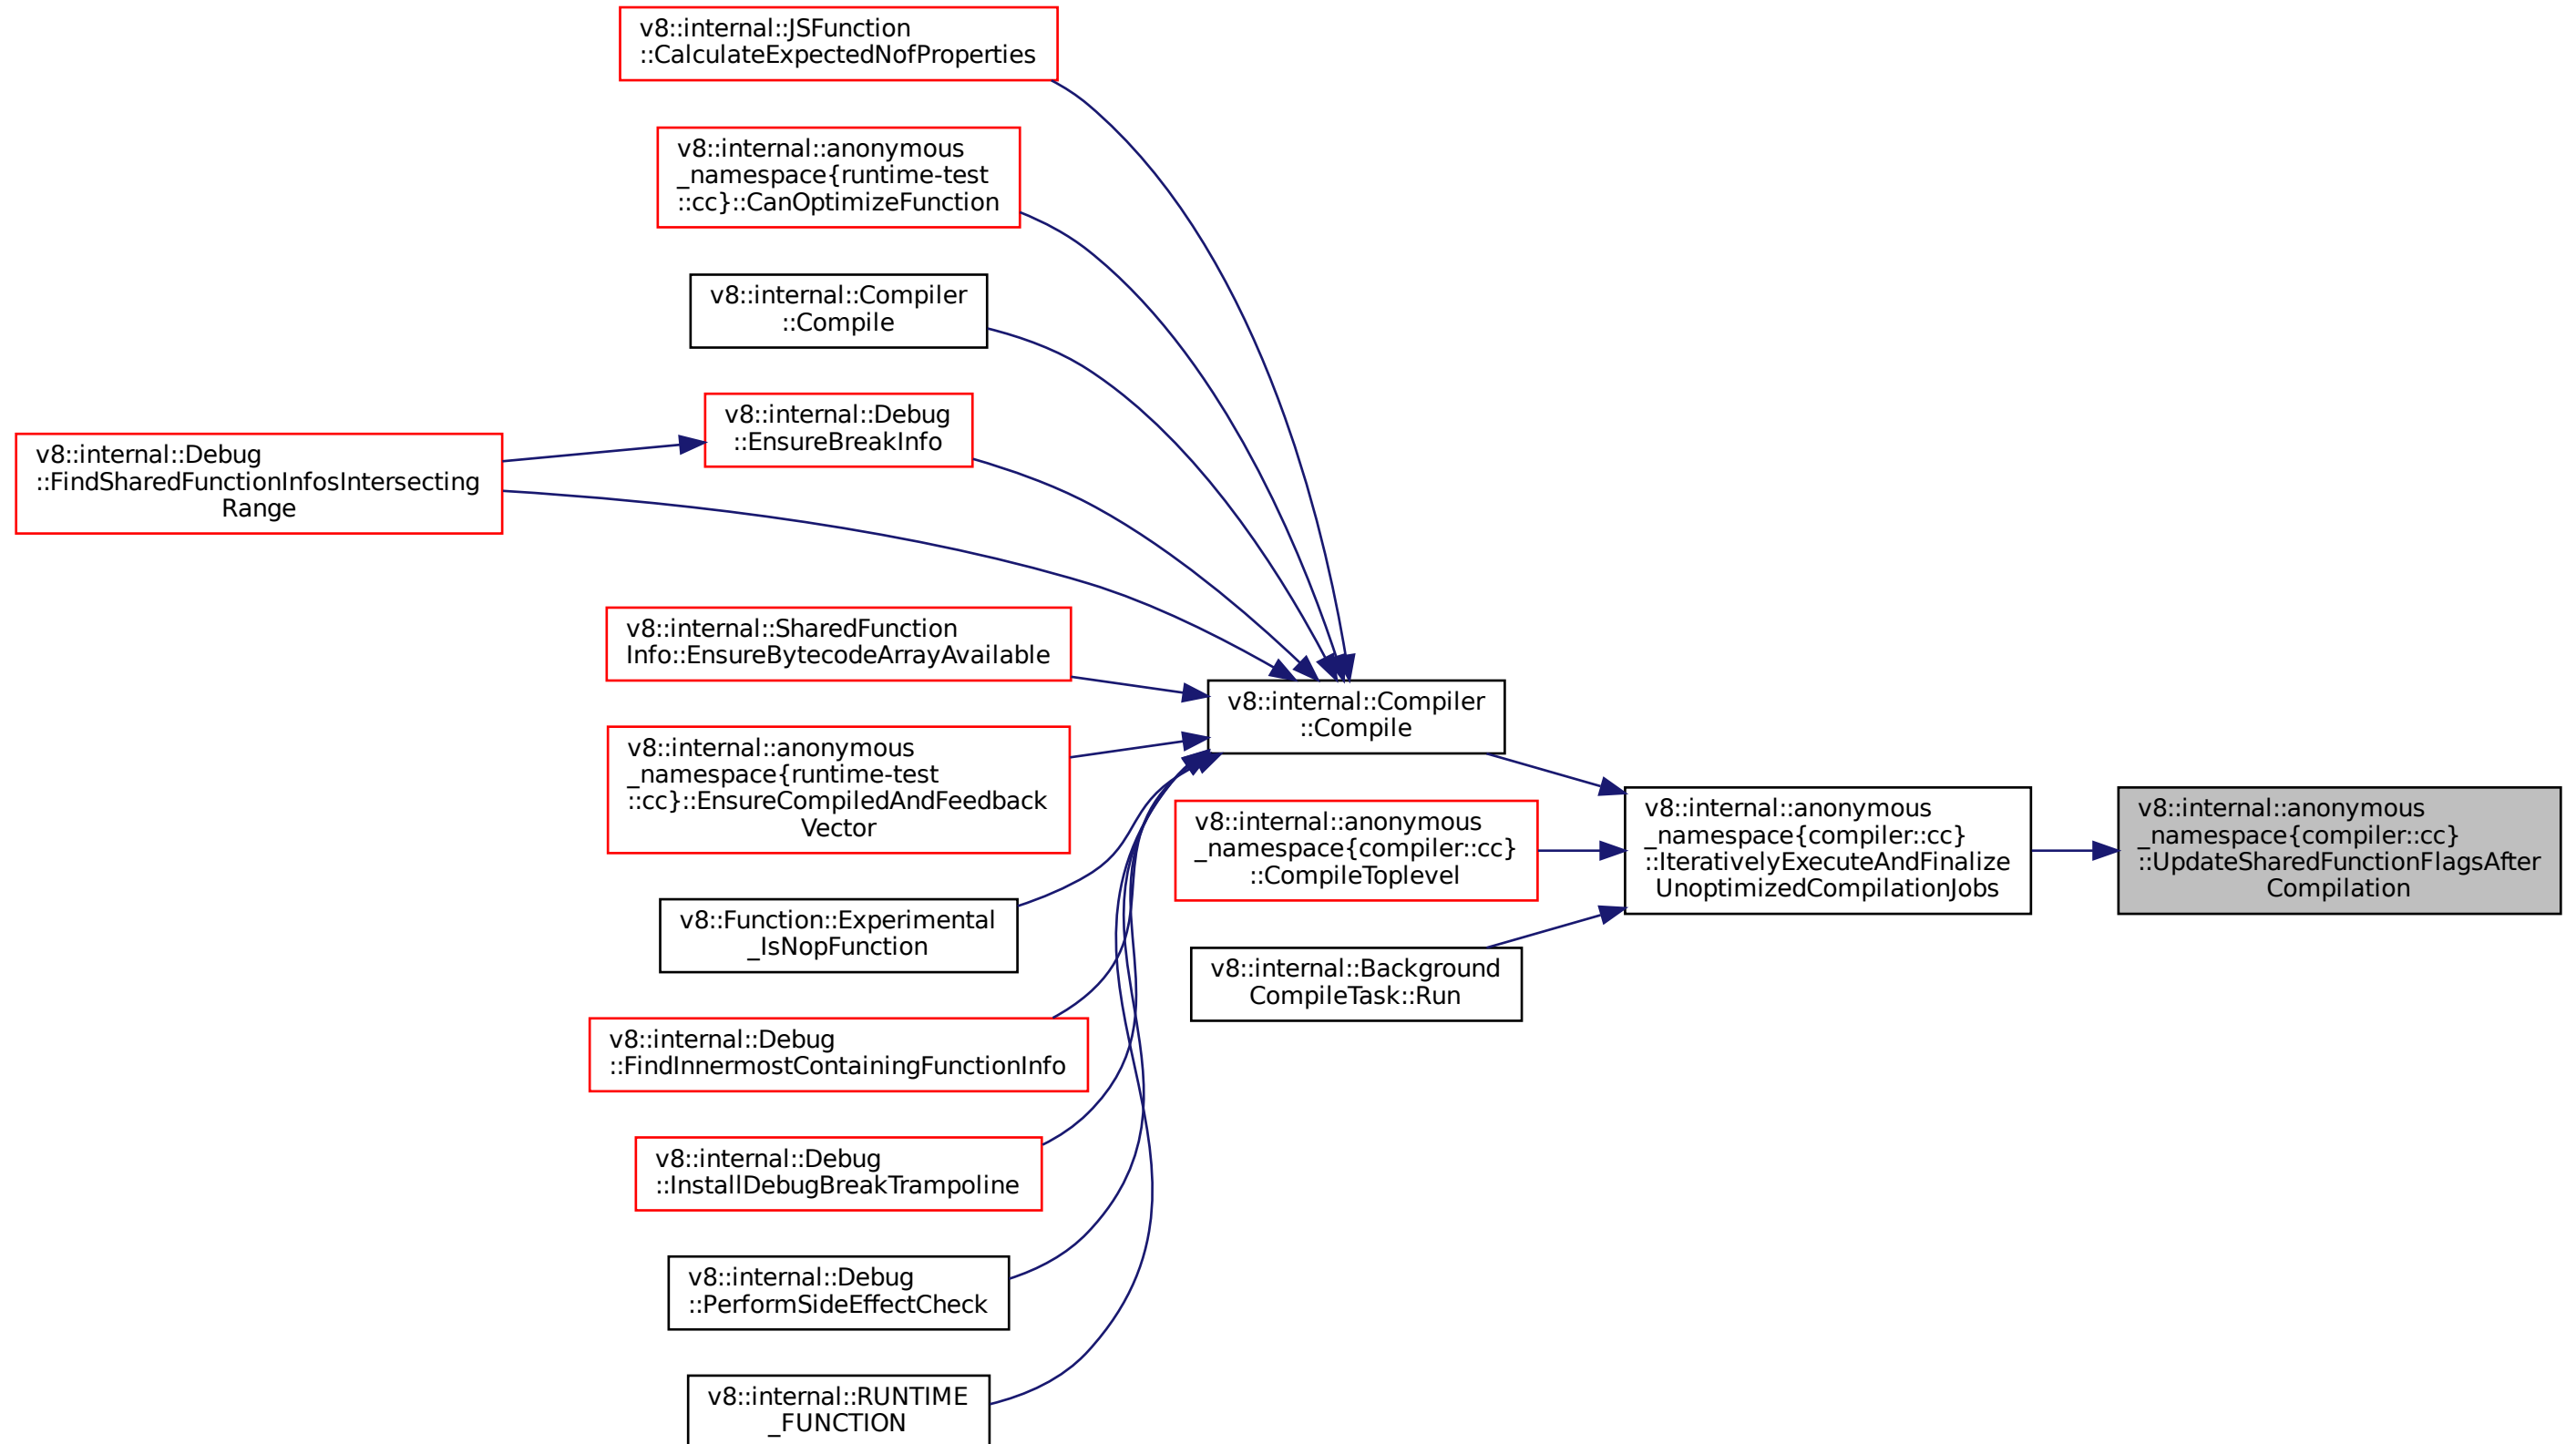 v8::internal::JSFunction
::CalculateExpectedNofProperties
v8::internal::anonymous
_namespace{runtime-test
::cc}::CanOptimizeFunction
v8::internal::Compiler
::Compile
v8::internal::Debug
::EnsureBreakInfo
v8::internal::Debug
::FindSharedFunctionInfosIntersecting
Range
v8::internal::SharedFunction
Info::EnsureBytecodeArrayAvailable
v8::internal::Compiler
::Compile
v8::internal::anonymous
_namespace{runtime-test
::cc}::EnsureCompiledAndFeedback
Vector
v8::internal::anonymous
_namespace{compiler::cc}
::CompileToplevel
v8::internal::anonymous
_namespace{compiler::cc}
::IterativelyExecuteAndFinalize
UnoptimizedCompilationJobs
v8::internal::anonymous
_namespace{compiler::cc}
::UpdateSharedFunctionFlagsAfter
Compilation
v8::Function::Experimental
_IsNopFunction
v8::internal::Background
CompileTask::Run
v8::internal::Debug
::FindInnermostContainingFunctionInfo
v8::internal::Debug
::InstallDebugBreakTrampoline
v8::internal::Debug
::PerformSideEffectCheck
v8::internal::RUNTIME
_FUNCTION